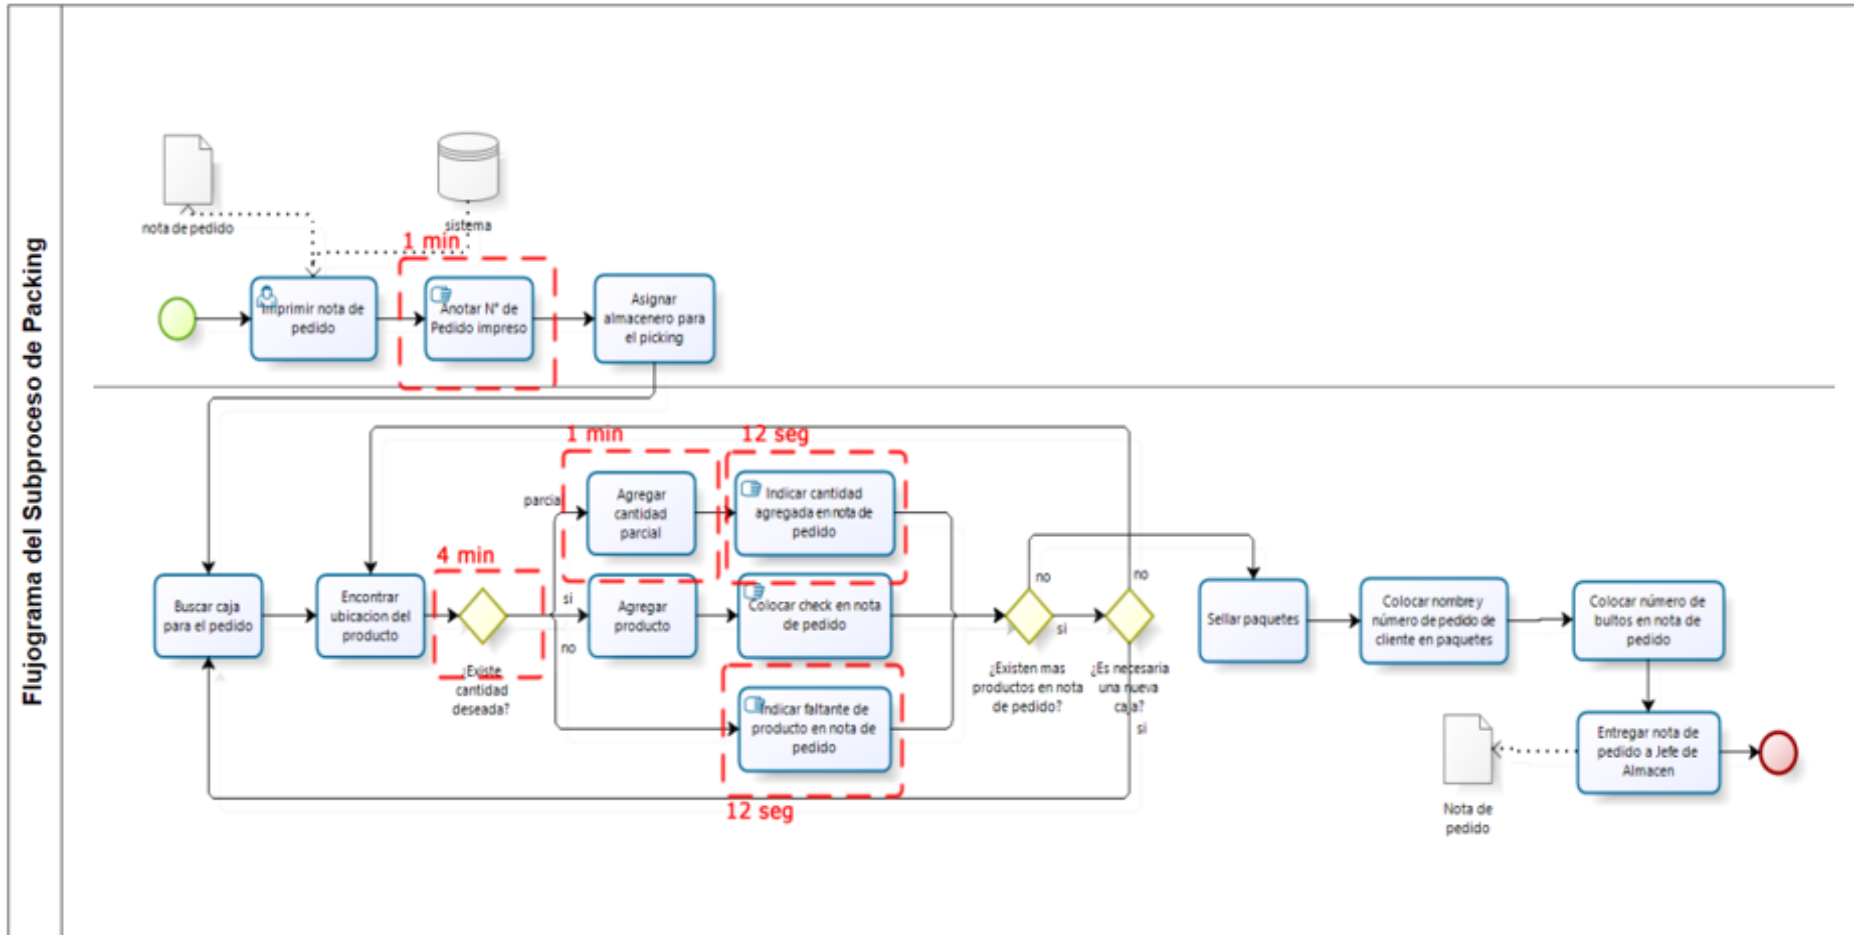 Flujograma del Subproceso de Packing
nota de pedido
sistema
1 min
Imprimir nota de
pedido
Anotar N° de
Pedido impreso
Asignar
almacenero para
el picking
1 min
12 seg
parcial
Agregar
cantidad
parcial
Indicar cantidad
agregada en nota de
pedido
4 min
Buscar caja
para el pedido
Encontrar
ubicacion del
producto
¿Existe
cantidad
deseada?
si
no
Agregar
producto
Colocar check en nota
de pedido
Indicar faltante de
producto en nota de
pedido
12 seg
no
si
¿Existen mas
productos en nota
de pedido?
no
¿Es necesaria
una nueva
caja?
si
Sellar paquetes
Colocar nombre y
número de pedido de
cliente en paquetes
Colocar número de
bultos en nota de
pedido
Entregar nota de
pedido a Jefe de
Almacen
Nota de
pedido